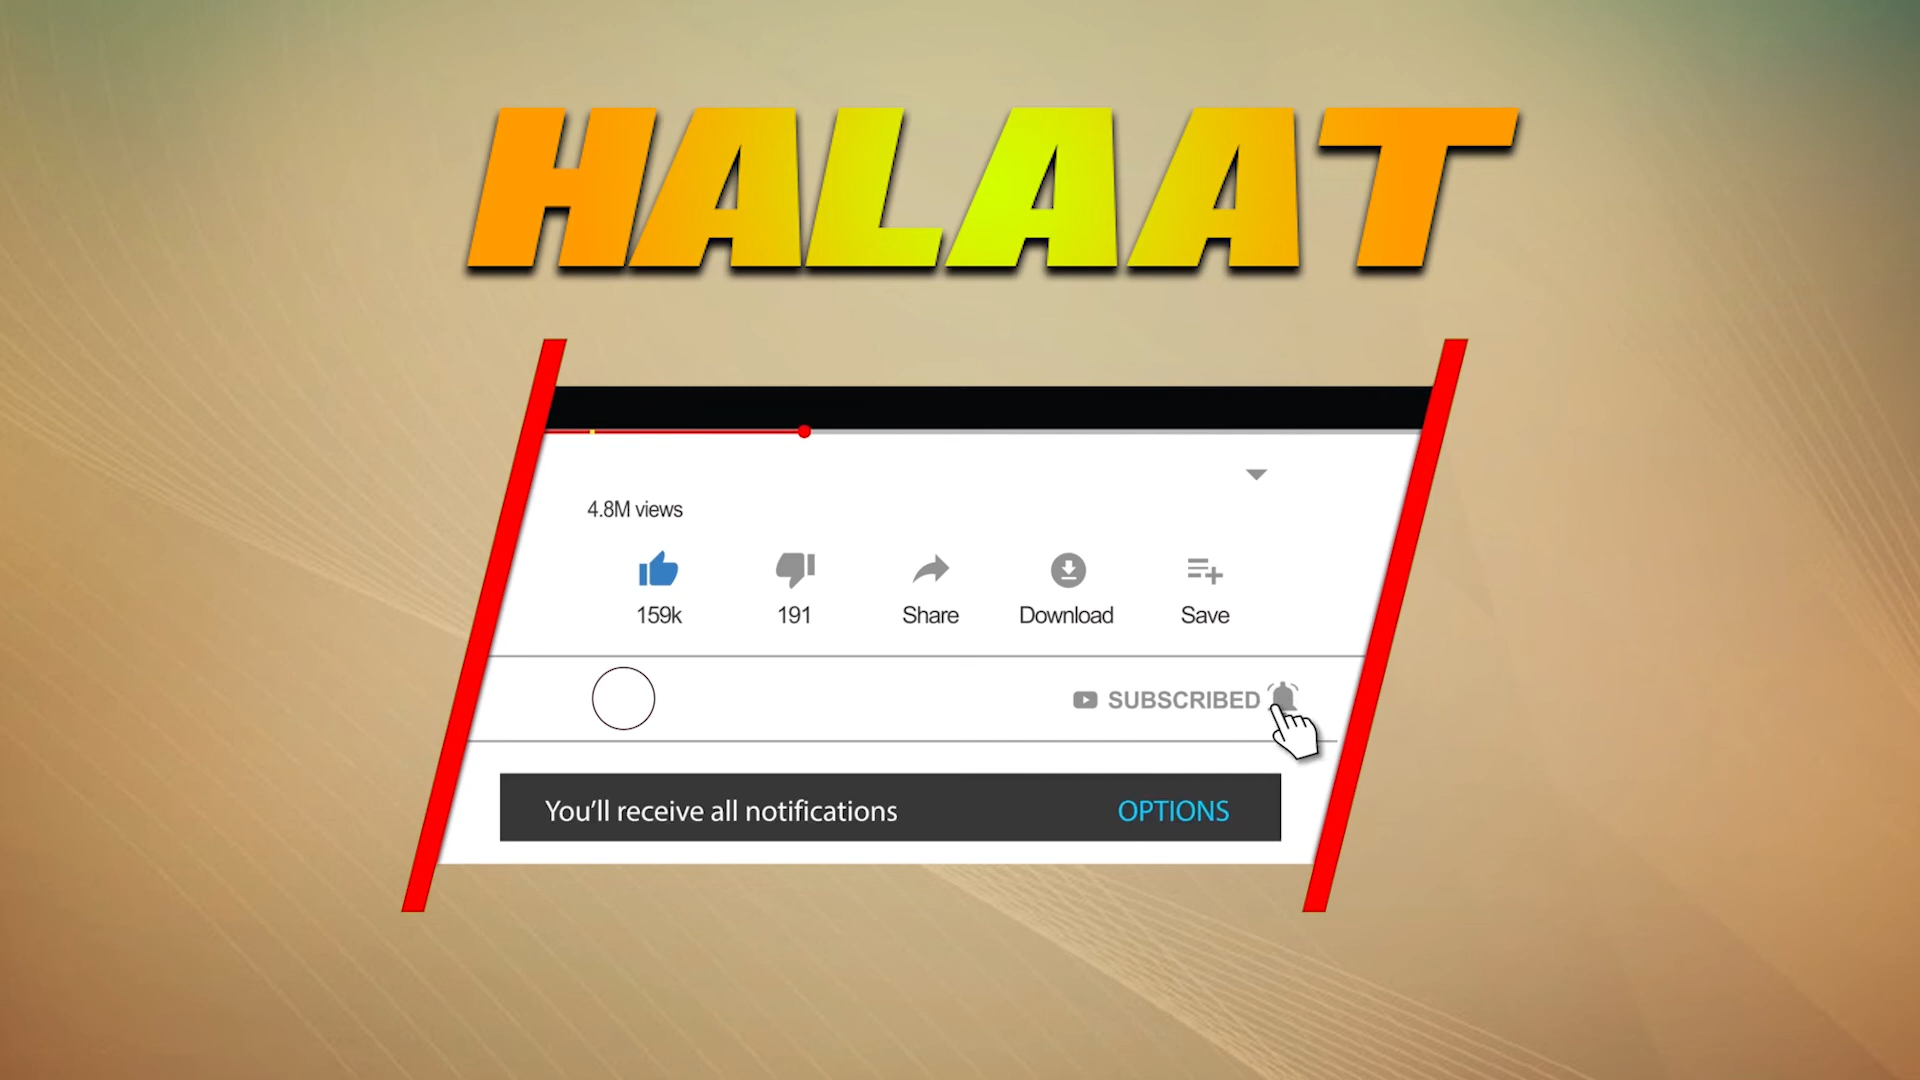 HALAAT
4.8M views
159k 191 Share Download Save
SUBSCRIBED
You'll receive all notifications OPTIONS